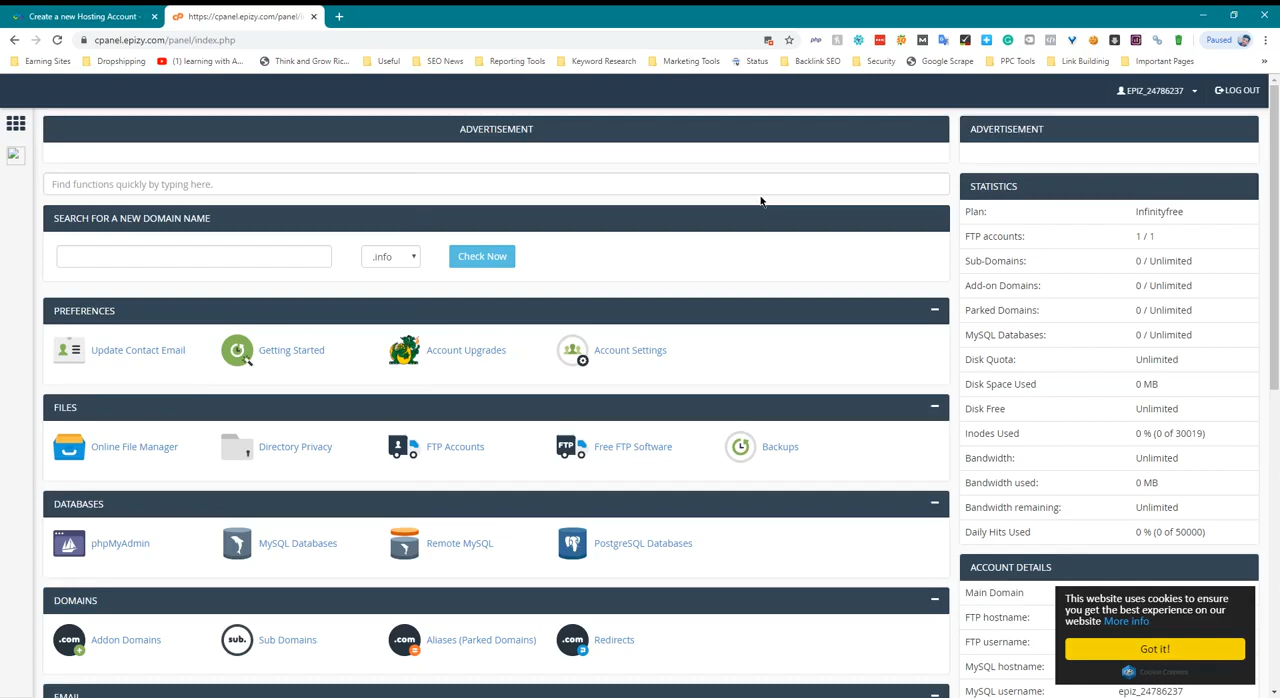 Create a new Hosting Account -
https://cpanel.epizy.com/panel/i
cpanel.epizy.com/panel/index.php
php
Paused
Earning Sites
Dropshipping
(1) learning with A...
Think and Grow Ric...
Useful
SEO News
Reporting Tools
Keyword Research
Marketing Tools
Status
Backlink SEO
Security
Google Scrape
PPC Tools
Link Buildinig
Important Pages
EPIZ_24786237
LOG OUT
ADVERTISEMENT
Find functions quickly by typing here.
SEARCH FOR A NEW DOMAIN NAME
.info
Check Now
PREFERENCES
Update Contact Email
Getting Started
Account Upgrades
Account Settings
FILES
Online File Manager
Directory Privacy
FTP Accounts
FTP
Free FTP Software
Backups
DATABASES
phpMyAdmin
MySQL Databases
Remote MySQL
PostgreSQL Databases
DOMAINS
.com
Addon Domains
sub.
Sub Domains
.com
Aliases (Parked Domains)
.com
Redirects
EMAIL
ADVERTISEMENT
STATISTICS
Plan: Infinityfree
FTP accounts: 1 / 1
Sub-Domains: 0 / Unlimited
Add-on Domains: 0 / Unlimited
Parked Domains: 0 / Unlimited
MySQL Databases: 0 / Unlimited
Disk Quota: Unlimited
Disk Space Used 0 MB
Disk Free Unlimited
Inodes Used 0 % (0 of 30019)
Bandwidth: Unlimited
Bandwidth used: 0 MB
Bandwidth remaining: Unlimited
Daily Hits Used 0 % (0 of 50000)
ACCOUNT DETAILS
Main Domain
FTP hostname:
FTP username:
MySQL hostname:
MySQL username: epiz_24786237
This website uses cookies to ensure
you get the best experience on our
website More info
Got it!